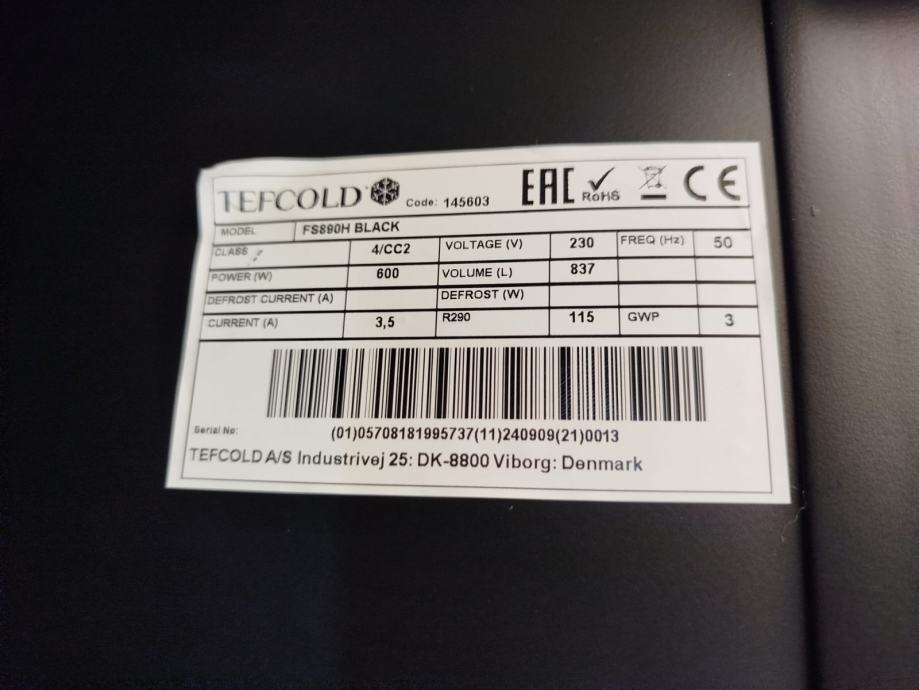 TEFCOLD Code: 145603 EAC RoHS CE
MODEL FS890H BLACK
CLASS 4/CC2 VOLTAGE (V) 230 FREQ (Hz) 50
POWER (W) 600 VOLUME (L) 837
DEFROST CURRENT (A) DEFROST (W)
CURRENT (A) 3,5 R290 115 GWP 3
Serial No: (01)05708181995737(11)240909(21)0013
TEFCOLD A/S Industrivej 25: DK-8800 Viborg: Denmark